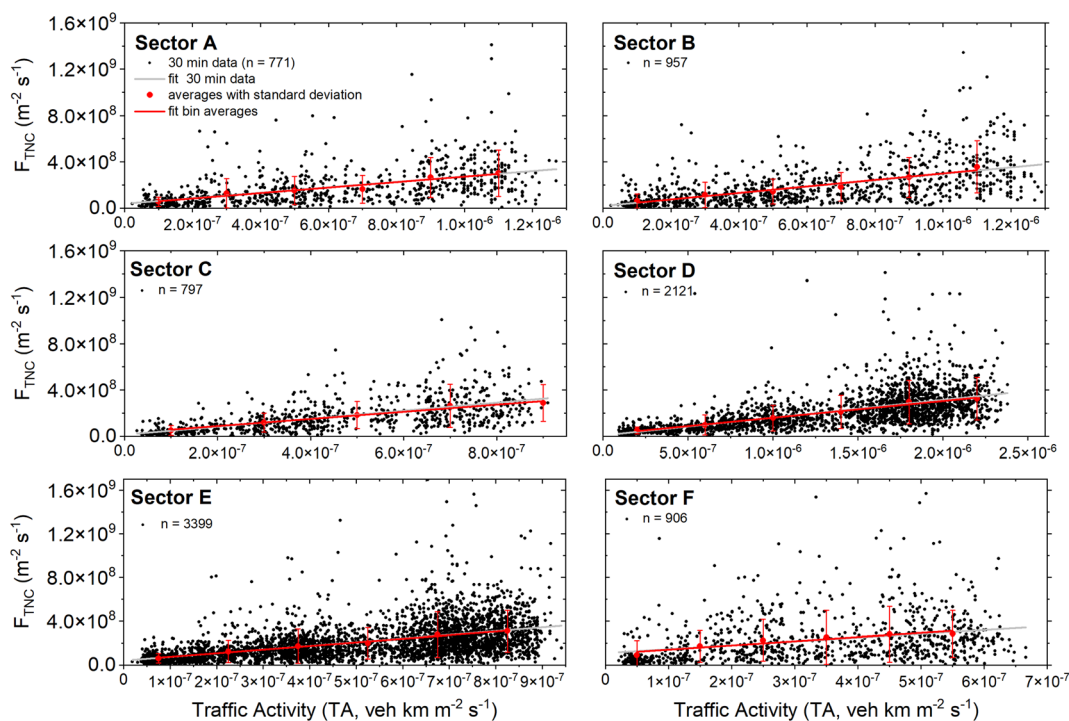 Sector A
30 min data (n = 771)
fit 30 min data
averages with standard deviation
fit bin averages
F_TNC (m⁻² s⁻¹)
1.6×10⁹
1.2×10⁹
8.0×10⁸
4.0×10⁸
0.0
0.0 2.0×10⁻⁷ 4.0×10⁻⁷ 6.0×10⁻⁷ 8.0×10⁻⁷ 1.0×10⁻⁶ 1.2×10⁻⁶
Sector B
n = 957
0.0 2.0×10⁻⁷ 4.0×10⁻⁷ 6.0×10⁻⁷ 8.0×10⁻⁷ 1.0×10⁻⁶ 1.2×10⁻⁶
Sector C
n = 797
F_TNC (m⁻² s⁻¹)
1.6×10⁹
1.2×10⁹
8.0×10⁸
4.0×10⁸
0.0
0.0 2.0×10⁻⁷ 4.0×10⁻⁷ 6.0×10⁻⁷ 8.0×10⁻⁷
Sector D
n = 2121
0.0 5.0×10⁻⁷ 1.0×10⁻⁶ 1.5×10⁻⁶ 2.0×10⁻⁶ 2.5×10⁻⁶
Sector E
n = 3399
F_TNC (m⁻² s⁻¹)
1.6×10⁹
1.2×10⁹
8.0×10⁸
4.0×10⁸
0.0
0 1×10⁻⁷ 2×10⁻⁷ 3×10⁻⁷ 4×10⁻⁷ 5×10⁻⁷ 6×10⁻⁷ 7×10⁻⁷ 8×10⁻⁷ 9×10⁻⁷
Traffic Activity (TA, veh km m⁻² s⁻¹)
Sector F
n = 906
0 1×10⁻⁷ 2×10⁻⁷ 3×10⁻⁷ 4×10⁻⁷ 5×10⁻⁷ 6×10⁻⁷ 7×10⁻⁷
Traffic Activity (TA, veh km m⁻² s⁻¹)